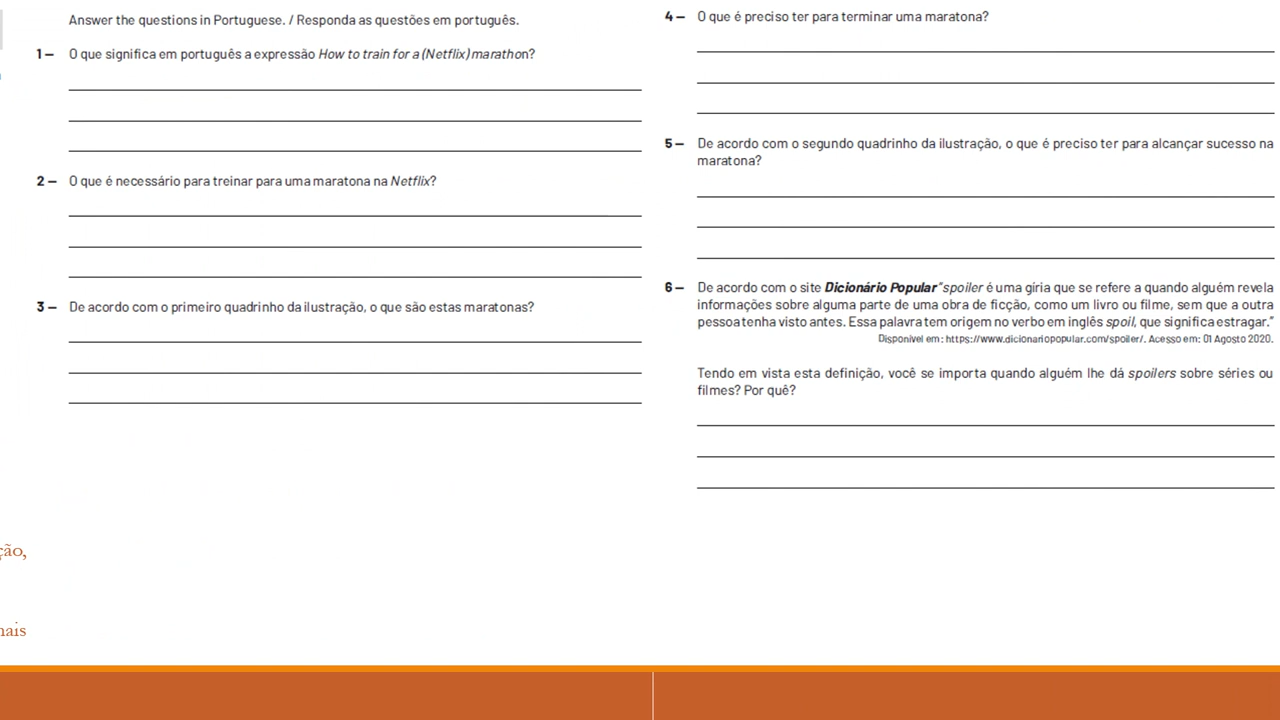 Answer the questions in Portuguese. / Responda as questões em português.
1 – O que significa em português a expressão How to train for a (Netflix) marathon?
2 – O que é necessário para treinar para uma maratona na Netflix?
3 – De acordo com o primeiro quadrinho da ilustração, o que são estas maratonas?
ção,
nais
4 – O que é preciso ter para terminar uma maratona?
5 – De acordo com o segundo quadrinho da ilustração, o que é preciso ter para alcançar sucesso na
maratona?
6 – De acordo com o site Dicionário Popular "spoiler é uma gíria que se refere a quando alguém revela
informações sobre alguma parte de uma obra de ficção, como um livro ou filme, sem que a outra
pessoa tenha visto antes. Essa palavra tem origem no verbo em inglês spoil, que significa estragar."
Disponível em: https://www.dicionariopopular.com/spoiler/. Acesso em: 01 Agosto 2020.
Tendo em vista esta definição, você se importa quando alguém lhe dá spoilers sobre séries ou
filmes? Por quê?